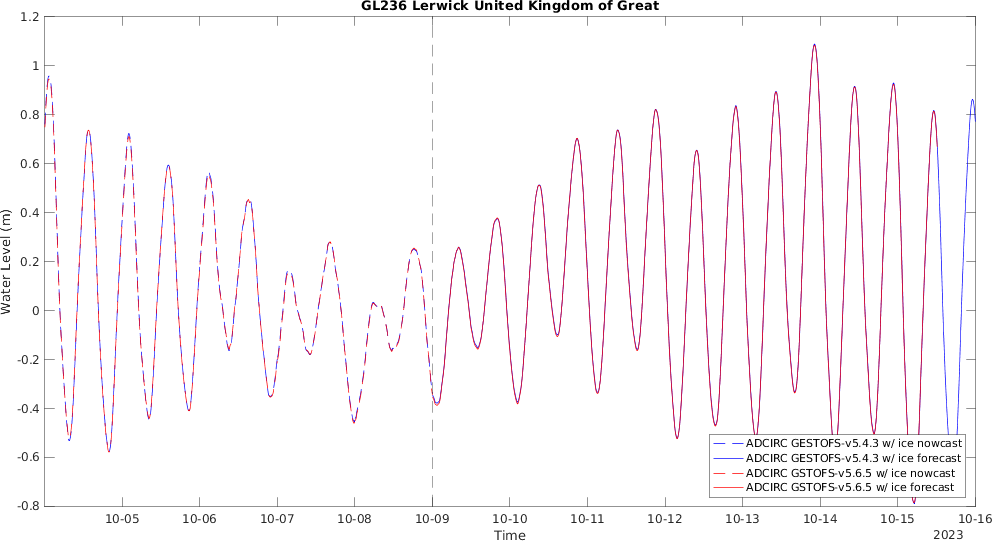 GL236 Lerwick United Kingdom of Great
1.2
1
0.8
0.6
0.4
0.2
0
-0.2
-0.4
-0.6
-0.8
Water Level (m)
ADCIRC GESTOFS-v5.4.3 w/ ice nowcast
ADCIRC GESTOFS-v5.4.3 w/ ice forecast
ADCIRC GSTOFS-v5.6.5 w/ ice nowcast
ADCIRC GSTOFS-v5.6.5 w/ ice forecast
10-05 10-06 10-07 10-08 10-09 10-10 10-11 10-12 10-13 10-14 10-15 10-16
Time
2023